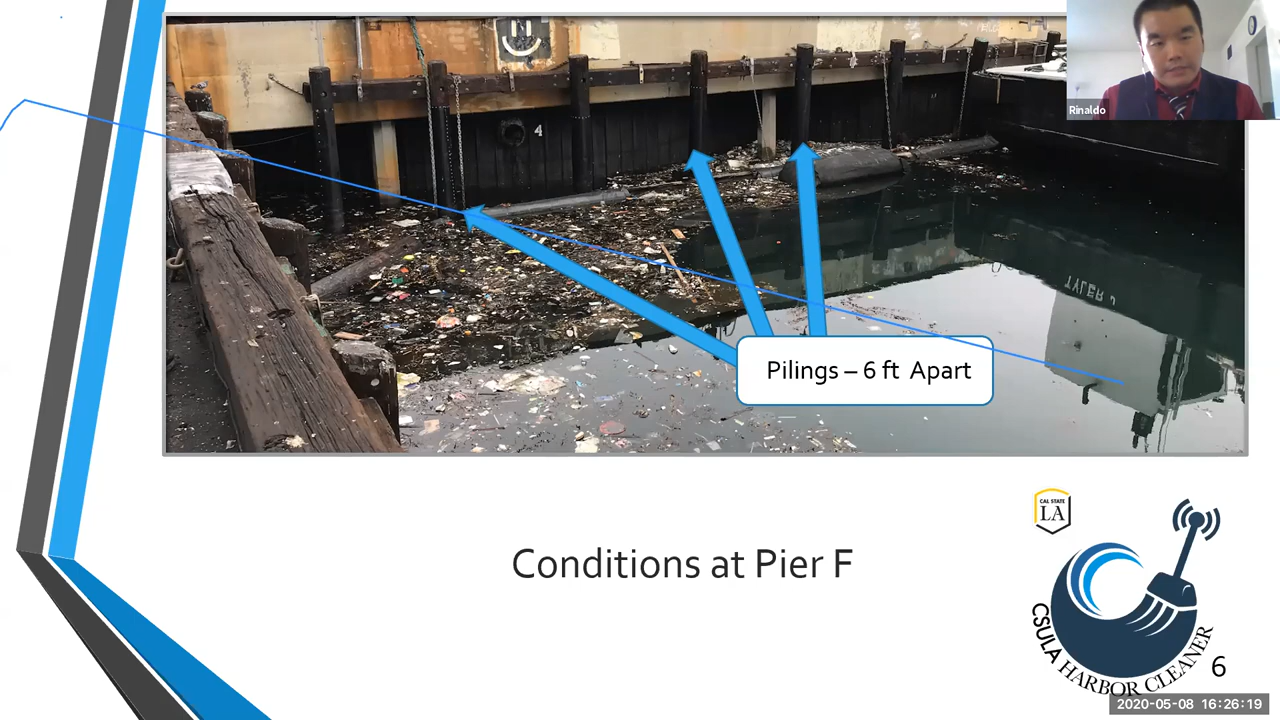 Rinaldo
4
TYLER J
Pilings – 6 ft Apart
Conditions at Pier F
CAL STATE
LA
CSULA HARBOR CLEANER
6
2020-05-08 16:26:19